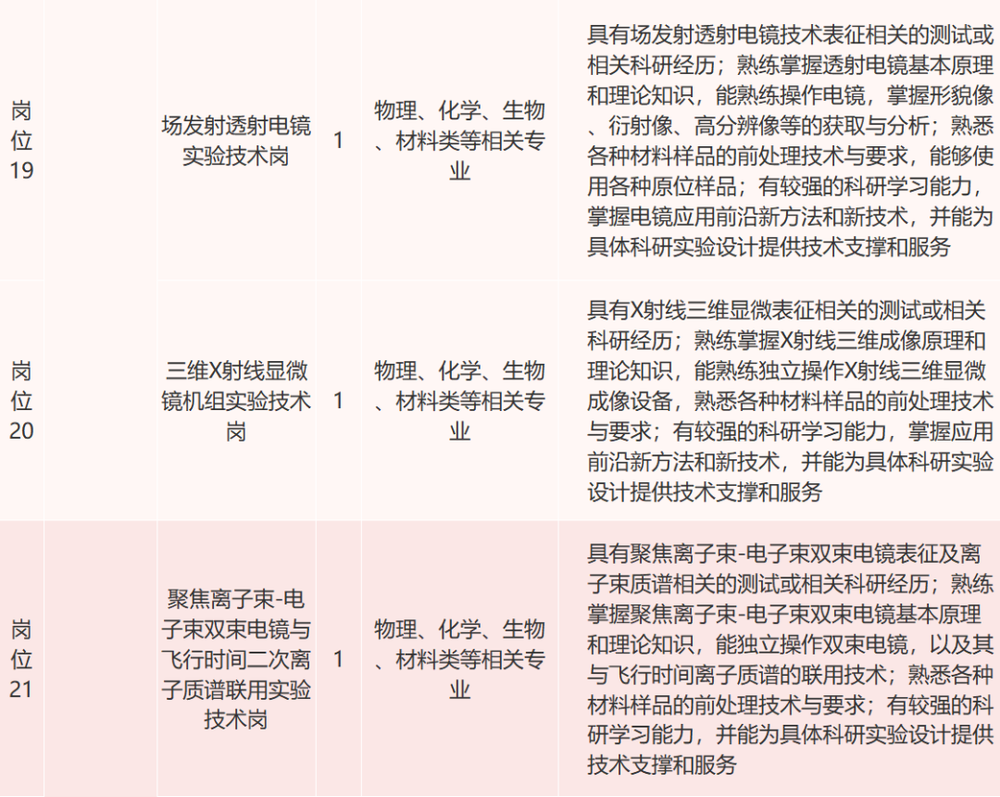 岗
位
19
场发射透射电镜
实验技术岗
1
物理、化学、生物
、材料类等相关专
业
具有场发射透射电镜技术表征相关的测试或
相关科研经历；熟练掌握透射电镜基本原理
和理论知识，能熟练操作电镜，掌握形貌像
、衍射像、高分辨像等的获取与分析；熟悉
各种材料样品的前处理技术与要求，能够使
用各种原位样品；有较强的科研学习能力，
掌握电镜应用前沿新方法和新技术，并能为
具体科研实验设计提供技术支撑和服务
岗
位
20
三维X射线显微
镜机组实验技术
岗
1
物理、化学、生物
、材料类等相关专
业
具有X射线三维显微表征相关的测试或相关
科研经历；熟练掌握X射线三维成像原理和
理论知识，能熟练独立操作X射线三维显微
成像设备，熟悉各种材料样品的前处理技术
与要求；有较强的科研学习能力，掌握应用
前沿新方法和新技术，并能为具体科研实验
设计提供技术支撑和服务
岗
位
21
聚焦离子束-电
子束双束电镜与
飞行时间二次离
子质谱联用实验
技术岗
1
物理、化学、生物
、材料类等相关专
业
具有聚焦离子束-电子束双束电镜表征及离
子束质谱相关的测试或相关科研经历；熟练
掌握聚焦离子束-电子束双束电镜基本原理
和理论知识，能独立操作双束电镜，以及其
与飞行时间离子质谱的联用技术；熟悉各种
材料样品的前处理技术与要求；有较强的科
研学习能力，并能为具体科研实验设计提供
技术支撑和服务